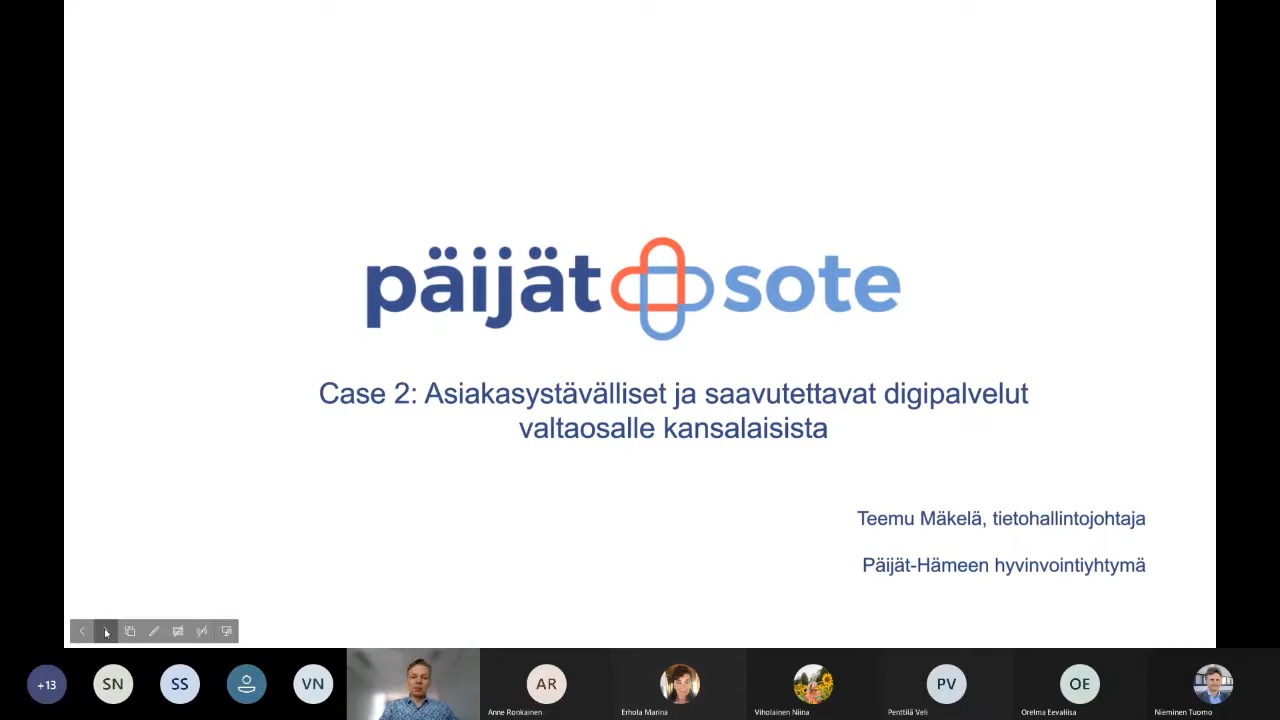 päijät sote
Case 2: Asiakasystävälliset ja saavutettavat digipalvelut
valtaosalle kansalaisista
Teemu Mäkelä, tietohallintojohtaja
Päijät-Hämeen hyvinvointiyhtymä
+13
SN
SS
VN
AR
PV
OE
Anne Ronkainen
Erhola Marina
Viholainen Niina
Penttilä Veli
Orelma Eevaliisa
Nieminen Tuomo